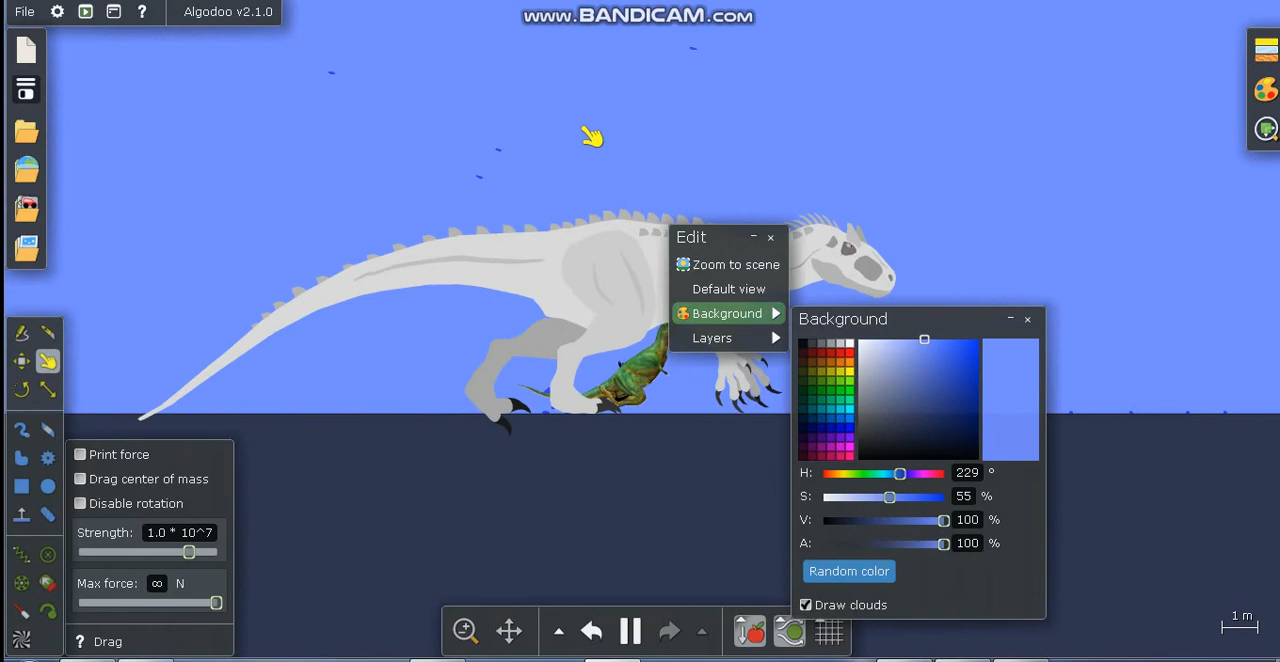 File ? Algodoo v2.1.0
www.BANDICAM.com
Edit − ×
Zoom to scene
Default view
Background
Layers
Background − ×
H: 229 °
S: 55 %
V: 100 %
A: 100 %
Random color
Draw clouds
Print force
Drag center of mass
Disable rotation
Strength: 1.0 * 10^7
Max force: ∞ N
? Drag
1 m